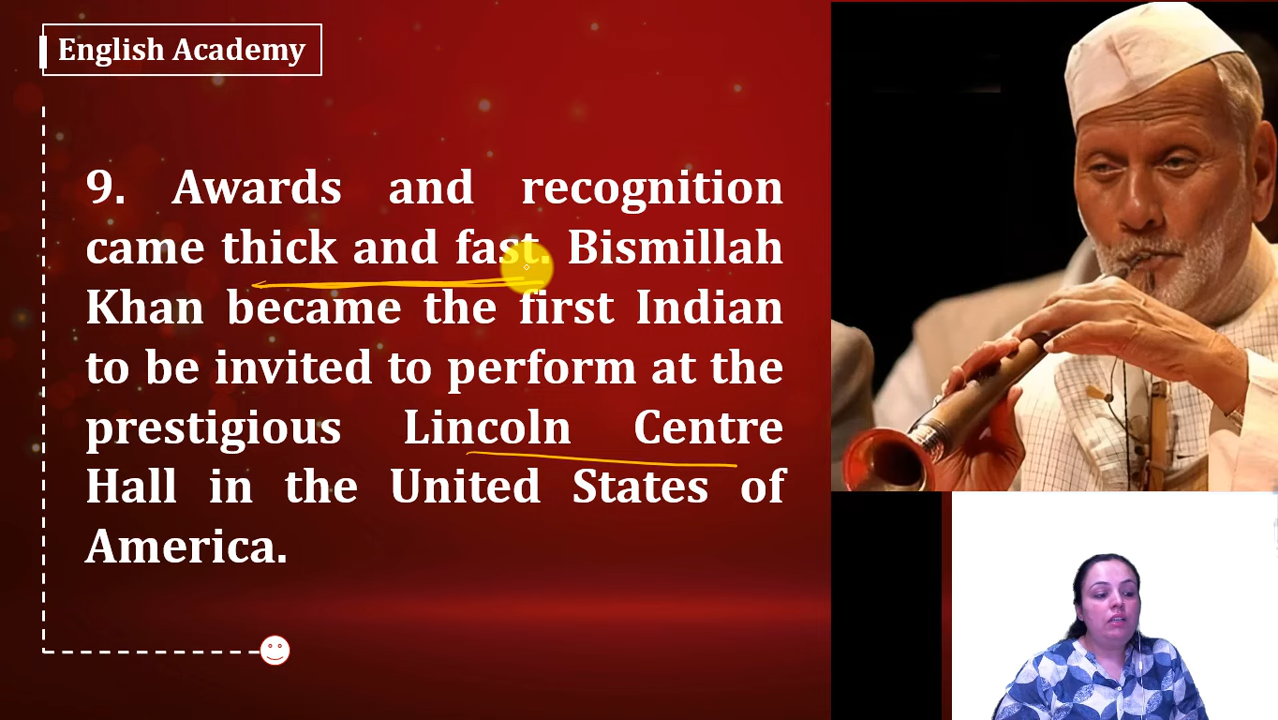 English Academy
9. Awards and recognition
came thick and fast. Bismillah
Khan became the first Indian
to be invited to perform at the
prestigious Lincoln Centre
Hall in the United States of
America.